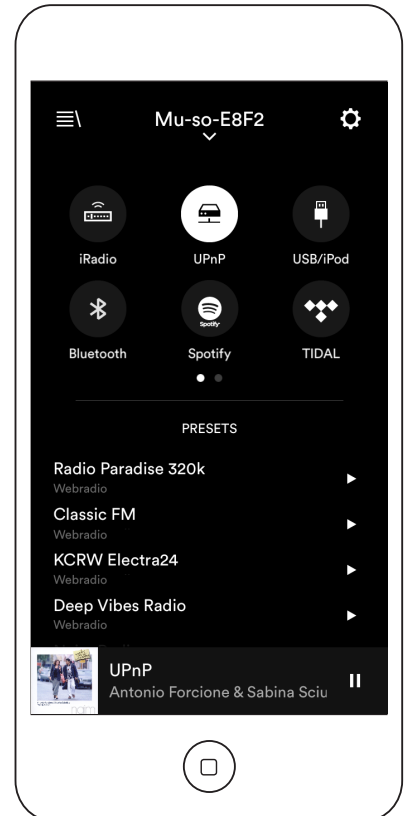 Mu-so-E8F2
iRadio UPnP USB/iPod
Spotify
Bluetooth Spotify TIDAL
PRESETS
Radio Paradise 320k
Webradio
Classic FM
Webradio
KCRW Electra24
Webradio
Deep Vibes Radio
Webradio
UPnP
Antonio Forcione & Sabina Sciu